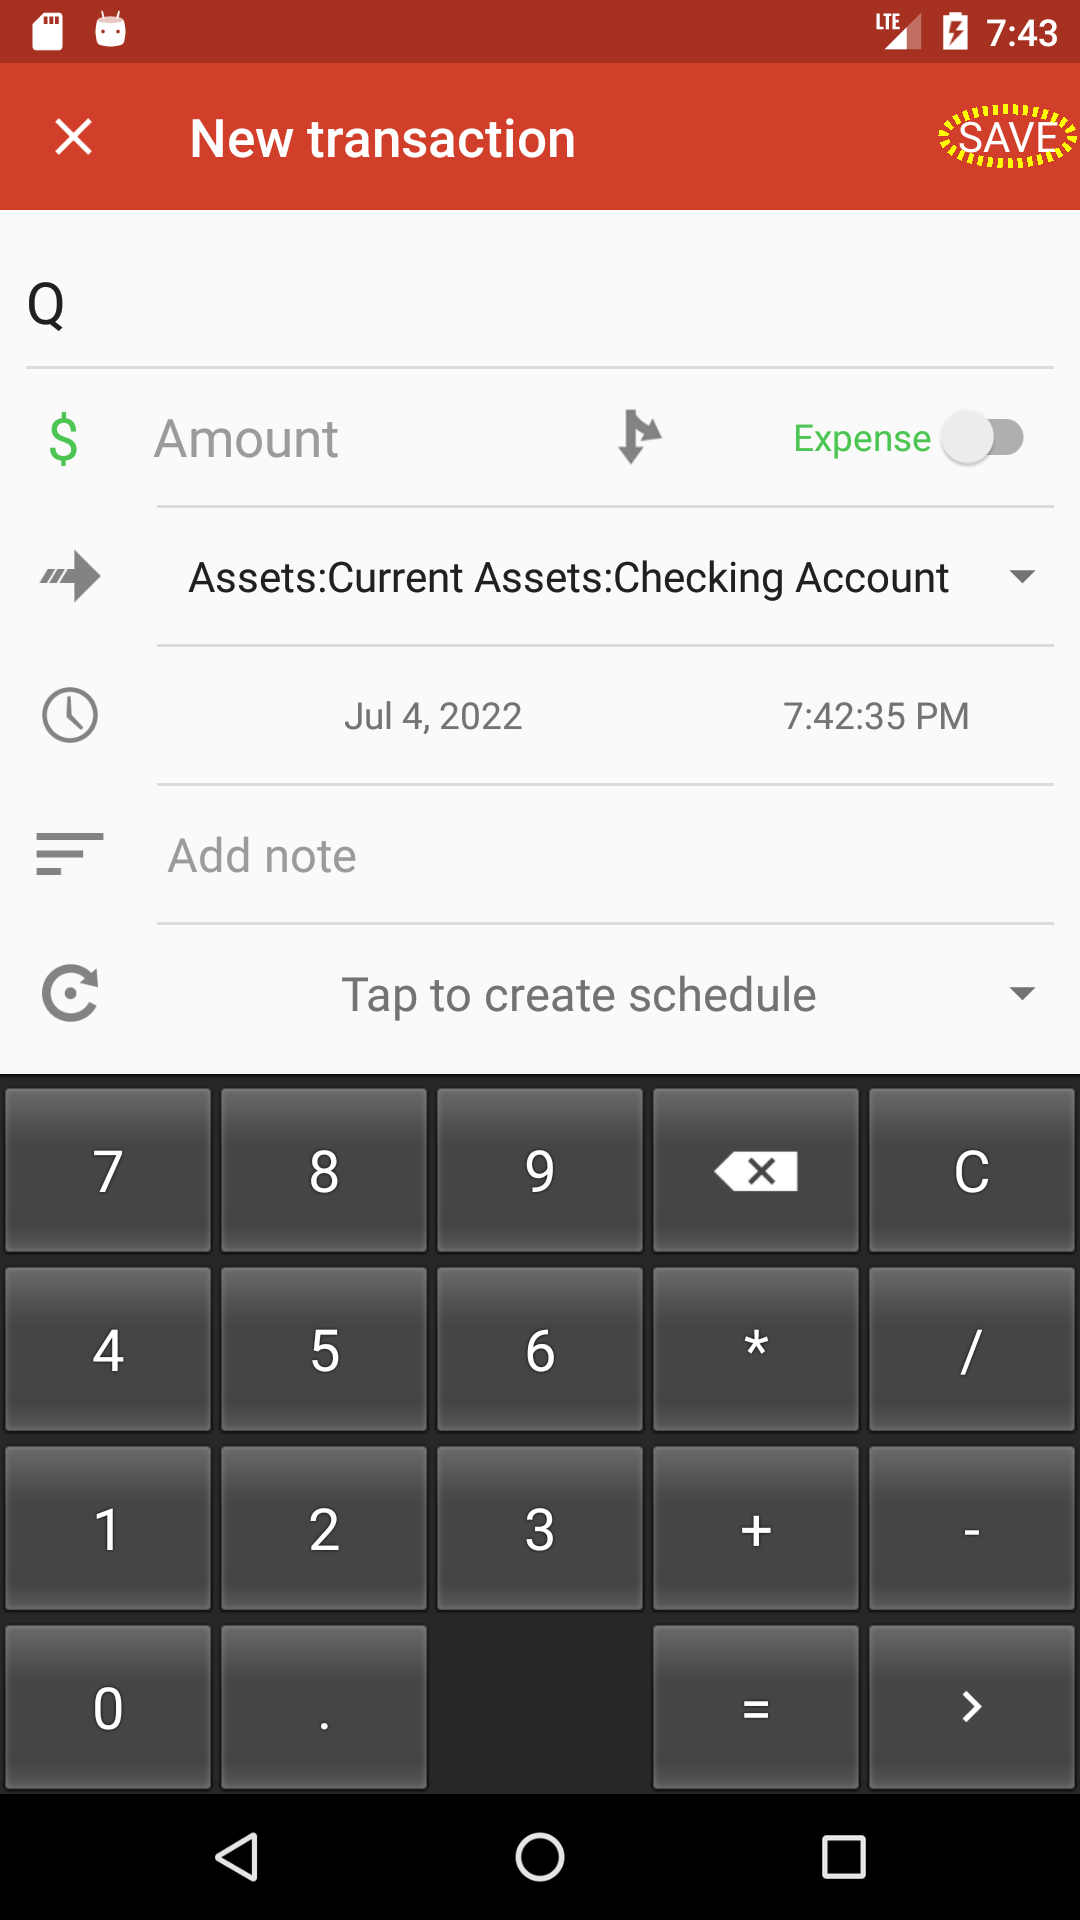 LTE 7:43
New transaction SAVE
Q
$ Amount Expense
Assets:Current Assets:Checking Account
Jul 4, 2022 7:42:35 PM
Add note
Tap to create schedule
7 8 9 C
4 5 6 * /
1 2 3 + -
0 . = >